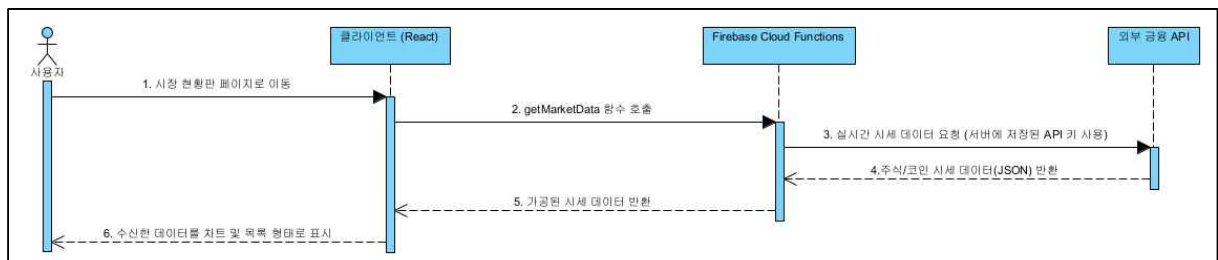 클라이언트 (React)
Firebase Cloud Functions
외부 금융 API
사용자
1. 시장 현황판 페이지로 이동
2. getMarketData 함수 호출
3. 실시간 시세 데이터 요청 (서버에 저장된 API 키 사용)
4.주식/코인 시세 데이터(JSON) 반환
5. 가공된 시세 데이터 반환
6. 수신한 데이터를 차트 및 목록 형태로 표시